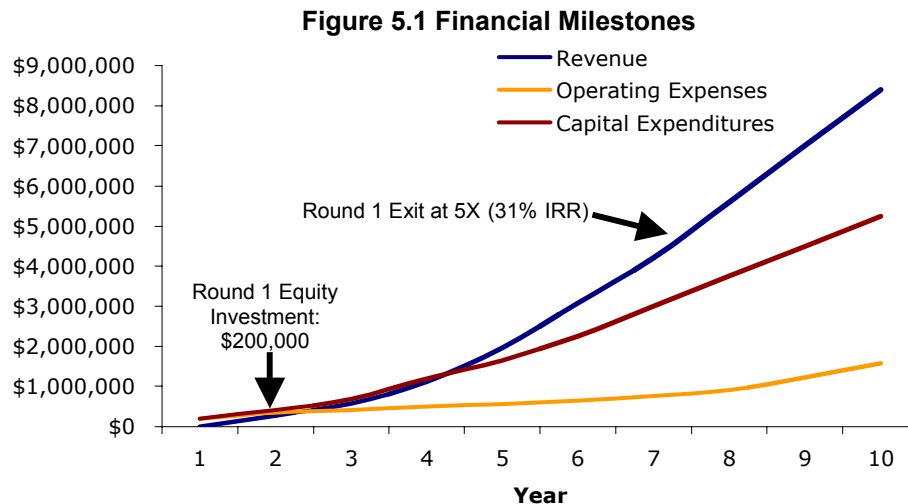 Figure 5.1 Financial Milestones
Revenue
Operating Expenses
Capital Expenditures
$9,000,000
$8,000,000
$7,000,000
$6,000,000
$5,000,000
$4,000,000
$3,000,000
$2,000,000
$1,000,000
$0
Round 1 Exit at 5X (31% IRR)
Round 1 Equity
Investment:
$200,000
1 2 3 4 5 6 7 8 9 10
Year